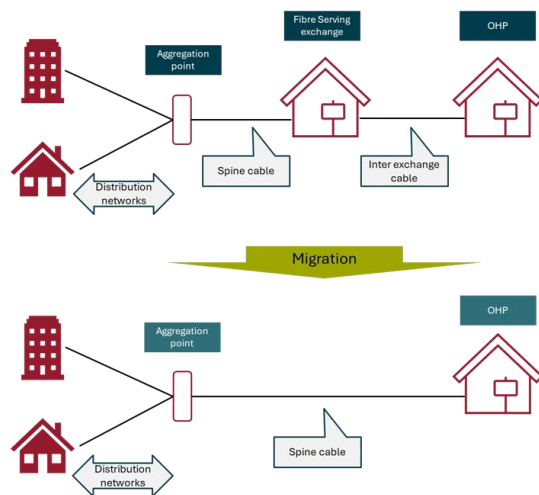 Fibre Serving
exchange
OHP
Aggregation
point
Spine cable
Inter exchange
cable
Distribution
networks
Migration
OHP
Aggregation
point
Spine cable
Distribution
networks